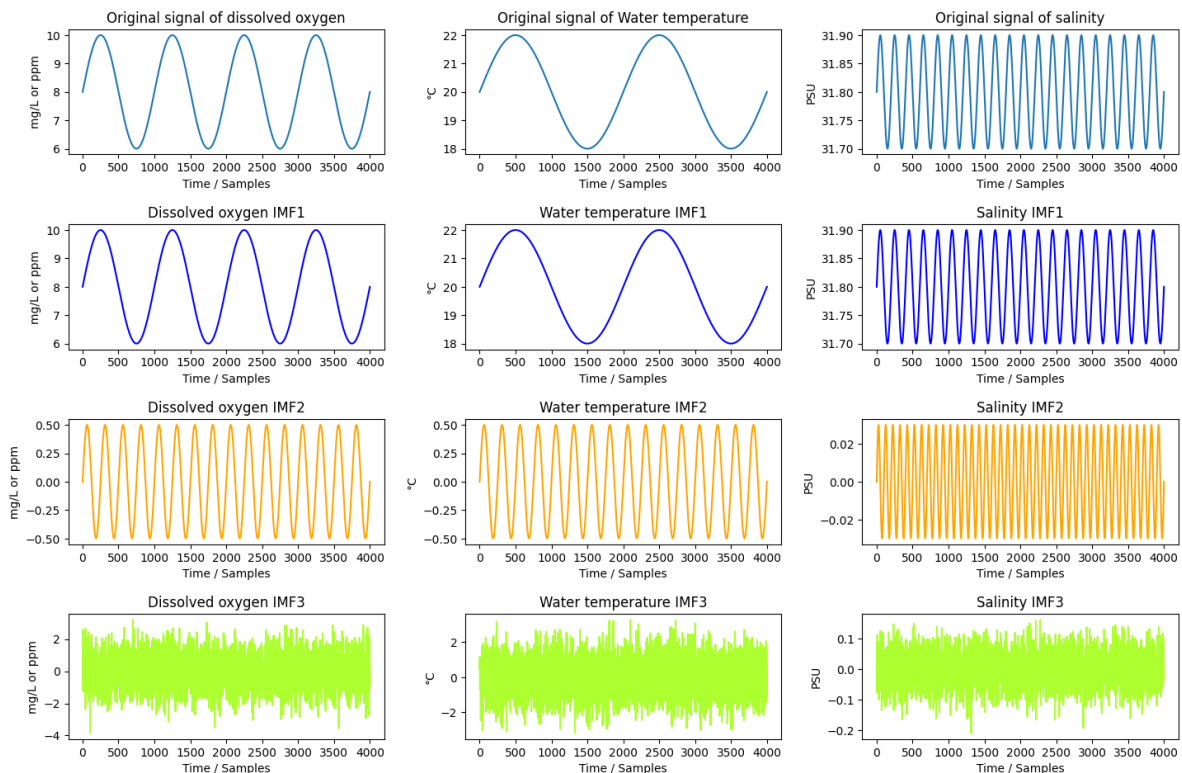 Original signal of dissolved oxygen
mg/L or ppm
10
9
8
7
6
0 500 1000 1500 2000 2500 3000 3500 4000
Time / Samples
Original signal of Water temperature
°C
22
21
20
19
18
0 500 1000 1500 2000 2500 3000 3500 4000
Time / Samples
Original signal of salinity
PSU
31.90
31.85
31.80
31.75
31.70
0 500 1000 1500 2000 2500 3000 3500 4000
Time / Samples
Dissolved oxygen IMF1
mg/L or ppm
10
9
8
7
6
0 500 1000 1500 2000 2500 3000 3500 4000
Time / Samples
Water temperature IMF1
°C
22
21
20
19
18
0 500 1000 1500 2000 2500 3000 3500 4000
Time / Samples
Salinity IMF1
PSU
31.90
31.85
31.80
31.75
31.70
0 500 1000 1500 2000 2500 3000 3500 4000
Time / Samples
Dissolved oxygen IMF2
mg/L or ppm
0.50
0.25
0.00
−0.25
−0.50
0 500 1000 1500 2000 2500 3000 3500 4000
Time / Samples
Water temperature IMF2
°C
0.50
0.25
0.00
−0.25
−0.50
0 500 1000 1500 2000 2500 3000 3500 4000
Time / Samples
Salinity IMF2
PSU
0.02
0.00
−0.02
0 500 1000 1500 2000 2500 3000 3500 4000
Time / Samples
Dissolved oxygen IMF3
mg/L or ppm
2
0
−2
−4
0 500 1000 1500 2000 2500 3000 3500 4000
Time / Samples
Water temperature IMF3
°C
2
0
−2
0 500 1000 1500 2000 2500 3000 3500 4000
Time / Samples
Salinity IMF3
PSU
0.1
0.0
−0.1
−0.2
0 500 1000 1500 2000 2500 3000 3500 4000
Time / Samples